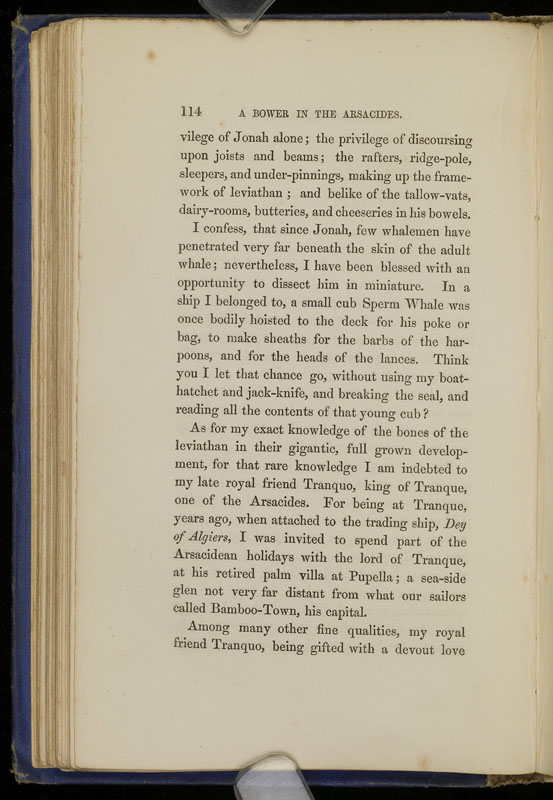 114 A BOWER IN THE ARSACIDES.
vilege of Jonah alone; the privilege of discoursing
upon joists and beams; the rafters, ridge-pole,
sleepers, and under-pinnings, making up the frame-
work of leviathan ; and belike of the tallow-vats,
dairy-rooms, butteries, and cheeseries in his bowels.
I confess, that since Jonah, few whalemen have
penetrated very far beneath the skin of the adult
whale; nevertheless, I have been blessed with an
opportunity to dissect him in miniature. In a
ship I belonged to, a small cub Sperm Whale was
once bodily hoisted to the deck for his poke or
bag, to make sheaths for the barbs of the har-
poons, and for the heads of the lances. Think
you I let that chance go, without using my boat-
hatchet and jack-knife, and breaking the seal, and
reading all the contents of that young cub?
As for my exact knowledge of the bones of the
leviathan in their gigantic, full grown develop-
ment, for that rare knowledge I am indebted to
my late royal friend Tranquo, king of Tranque,
one of the Arsacides. For being at Tranque,
years ago, when attached to the trading ship, Dey
of Algiers, I was invited to spend part of the
Arsacidean holidays with the lord of Tranque,
at his retired palm villa at Pupella; a sea-side
glen not very far distant from what our sailors
called Bamboo-Town, his capital.
Among many other fine qualities, my royal
friend Tranquo, being gifted with a devout love